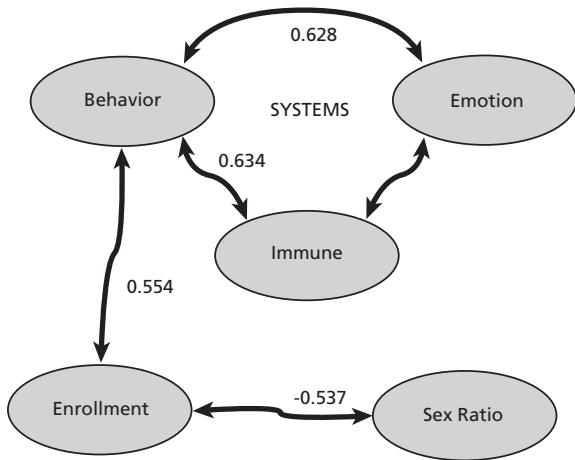 0.628
Behavior
Emotion
SYSTEMS
0.634
Immune
0.554
Enrollment
-0.537
Sex Ratio